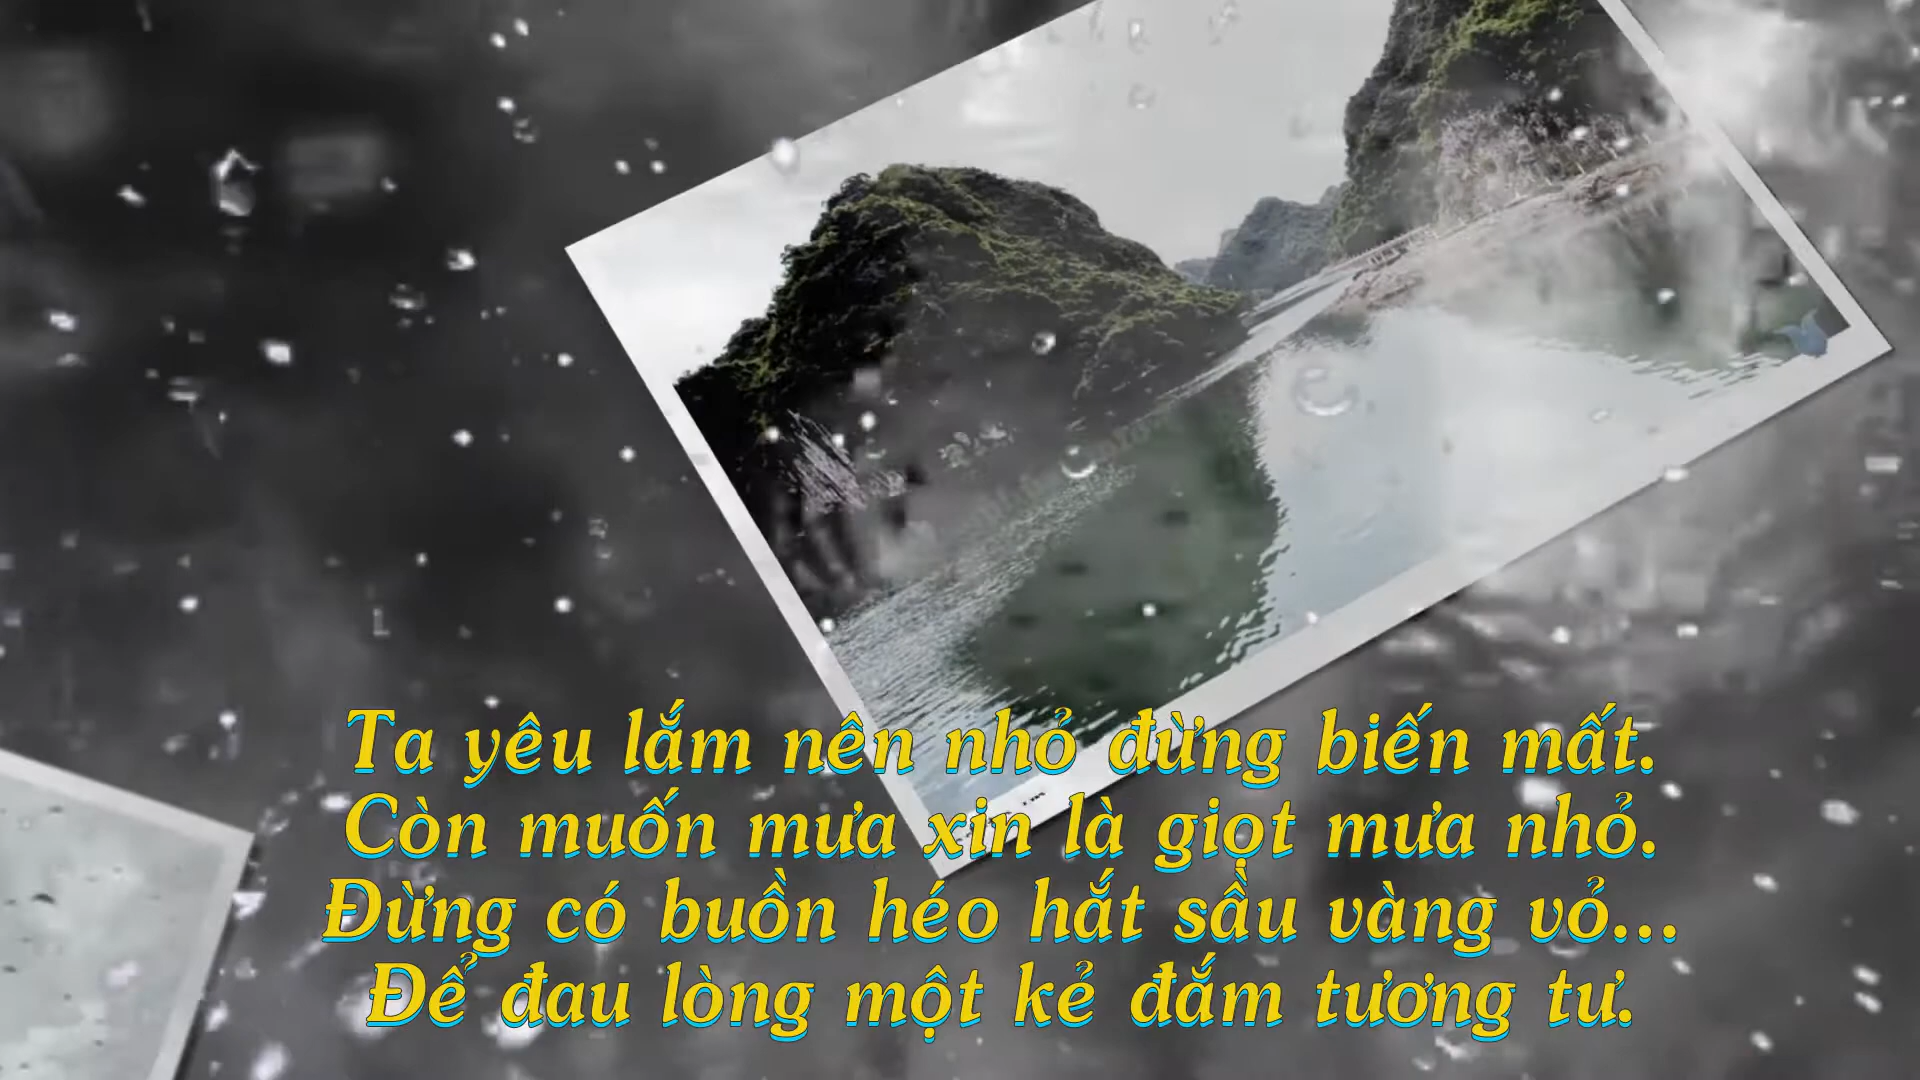 Ta yêu lắm nên nhỏ đừng biến mất.
Còn muốn mưa xin là giọt mưa nhỏ.
Đừng có buồn héo hắt sầu vàng vỏ...
Để đau lòng một kẻ đắm tương tư.